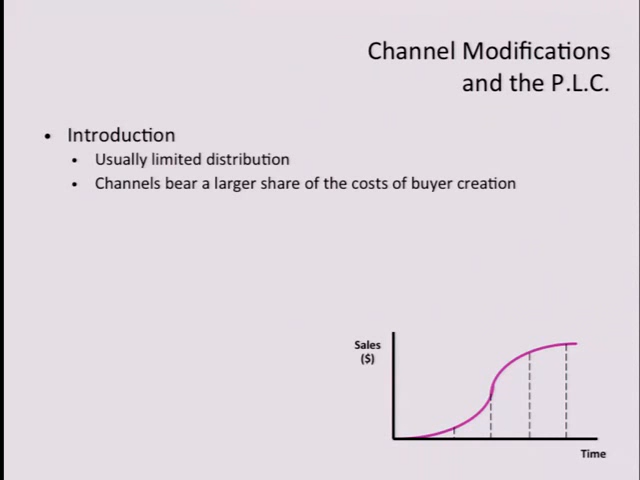 Channel Modifications
and the P.L.C.
• Introduction
• Usually limited distribution
• Channels bear a larger share of the costs of buyer creation
Sales
($)
Time